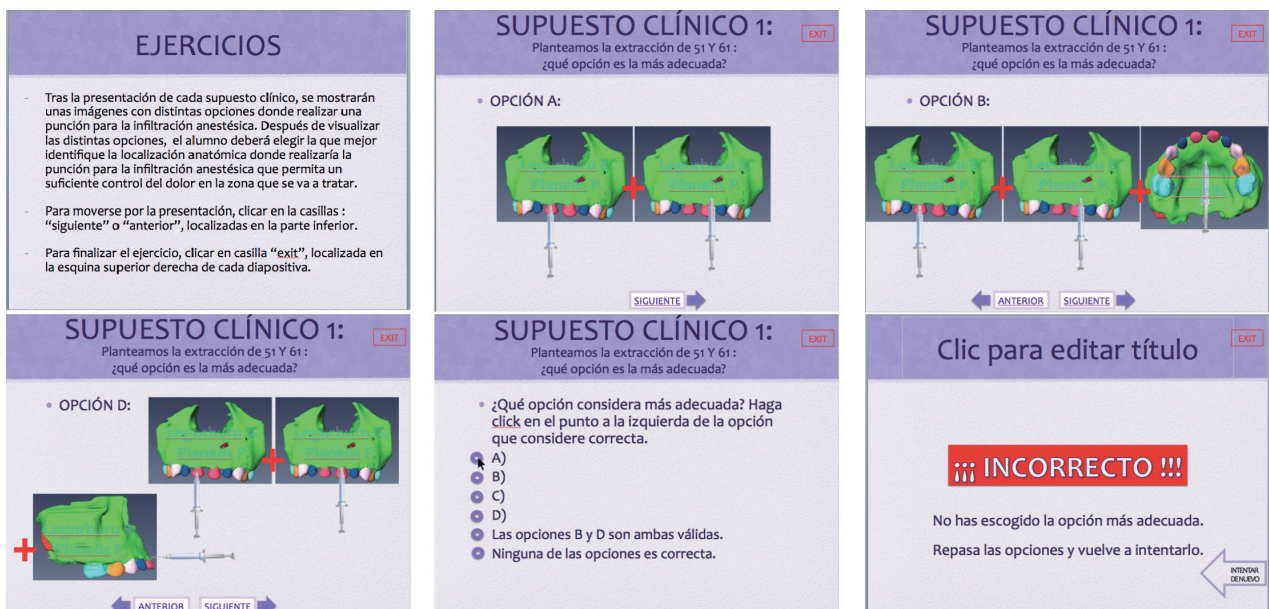 EJERCICIOS
- Tras la presentación de cada supuesto clínico, se mostrarán
unas imágenes con distintas opciones donde realizar una
punción para la infiltración anestésica. Después de visualizar
las distintas opciones, el alumno deberá elegir la que mejor
identifique la localización anatómica donde realizaría la
punción para la infiltración anestésica que permita un
suficiente control del dolor en la zona que se va a tratar.
- Para moverse por la presentación, clicar en la casillas :
“siguiente” o “anterior”, localizadas en la parte inferior.
- Para finalizar el ejercicio, clicar en casilla “exit”, localizada en
la esquina superior derecha de cada diapositiva.
SUPUESTO CLÍNICO 1:
EXIT
Planteamos la extracción de 51 Y 61 :
¿qué opción es la más adecuada?
• OPCIÓN A:
Planells P.
Planells P.
SIGUIENTE
SUPUESTO CLÍNICO 1:
EXIT
Planteamos la extracción de 51 Y 61 :
¿qué opción es la más adecuada?
• OPCIÓN B:
Planells P.
Planells P.
ANTERIOR
SIGUIENTE
SUPUESTO CLÍNICO 1:
EXIT
Planteamos la extracción de 51 Y 61 :
¿qué opción es la más adecuada?
• OPCIÓN D:
Planells P.
Planells P.
Planells P.
ANTERIOR
SIGUIENTE
SUPUESTO CLÍNICO 1:
EXIT
Planteamos la extracción de 51 Y 61 :
¿qué opción es la más adecuada?
• ¿Qué opción considera más adecuada? Haga
click en el punto a la izquierda de la opción
que considere correcta.
A)
B)
C)
D)
Las opciones B y D son ambas válidas.
Ninguna de las opciones es correcta.
Clic para editar título
EXIT
¡¡¡ INCORRECTO !!!
No has escogido la opción más adecuada.
Repasa las opciones y vuelve a intentarlo.
INTENTAR
DE NUEVO